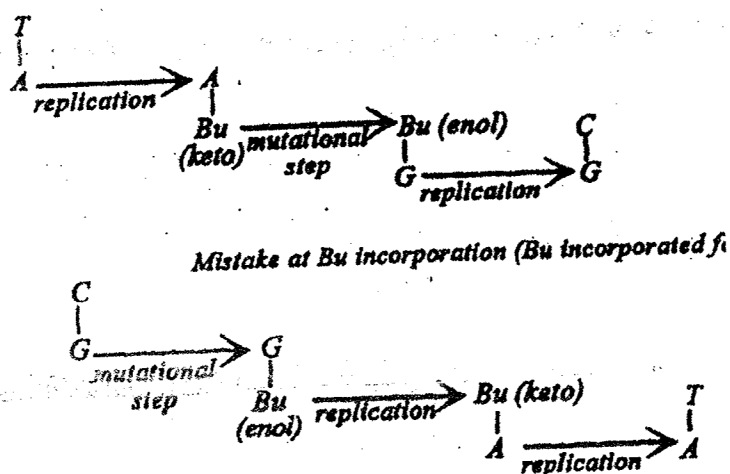 T
A replication A
Bu (keto) mutational step Bu (enol)
G replication C
G
Mistake at Bu incorporation (Bu incorporated
C
G mutational step G
Bu (enol) replication Bu (keto)
A replication T
A